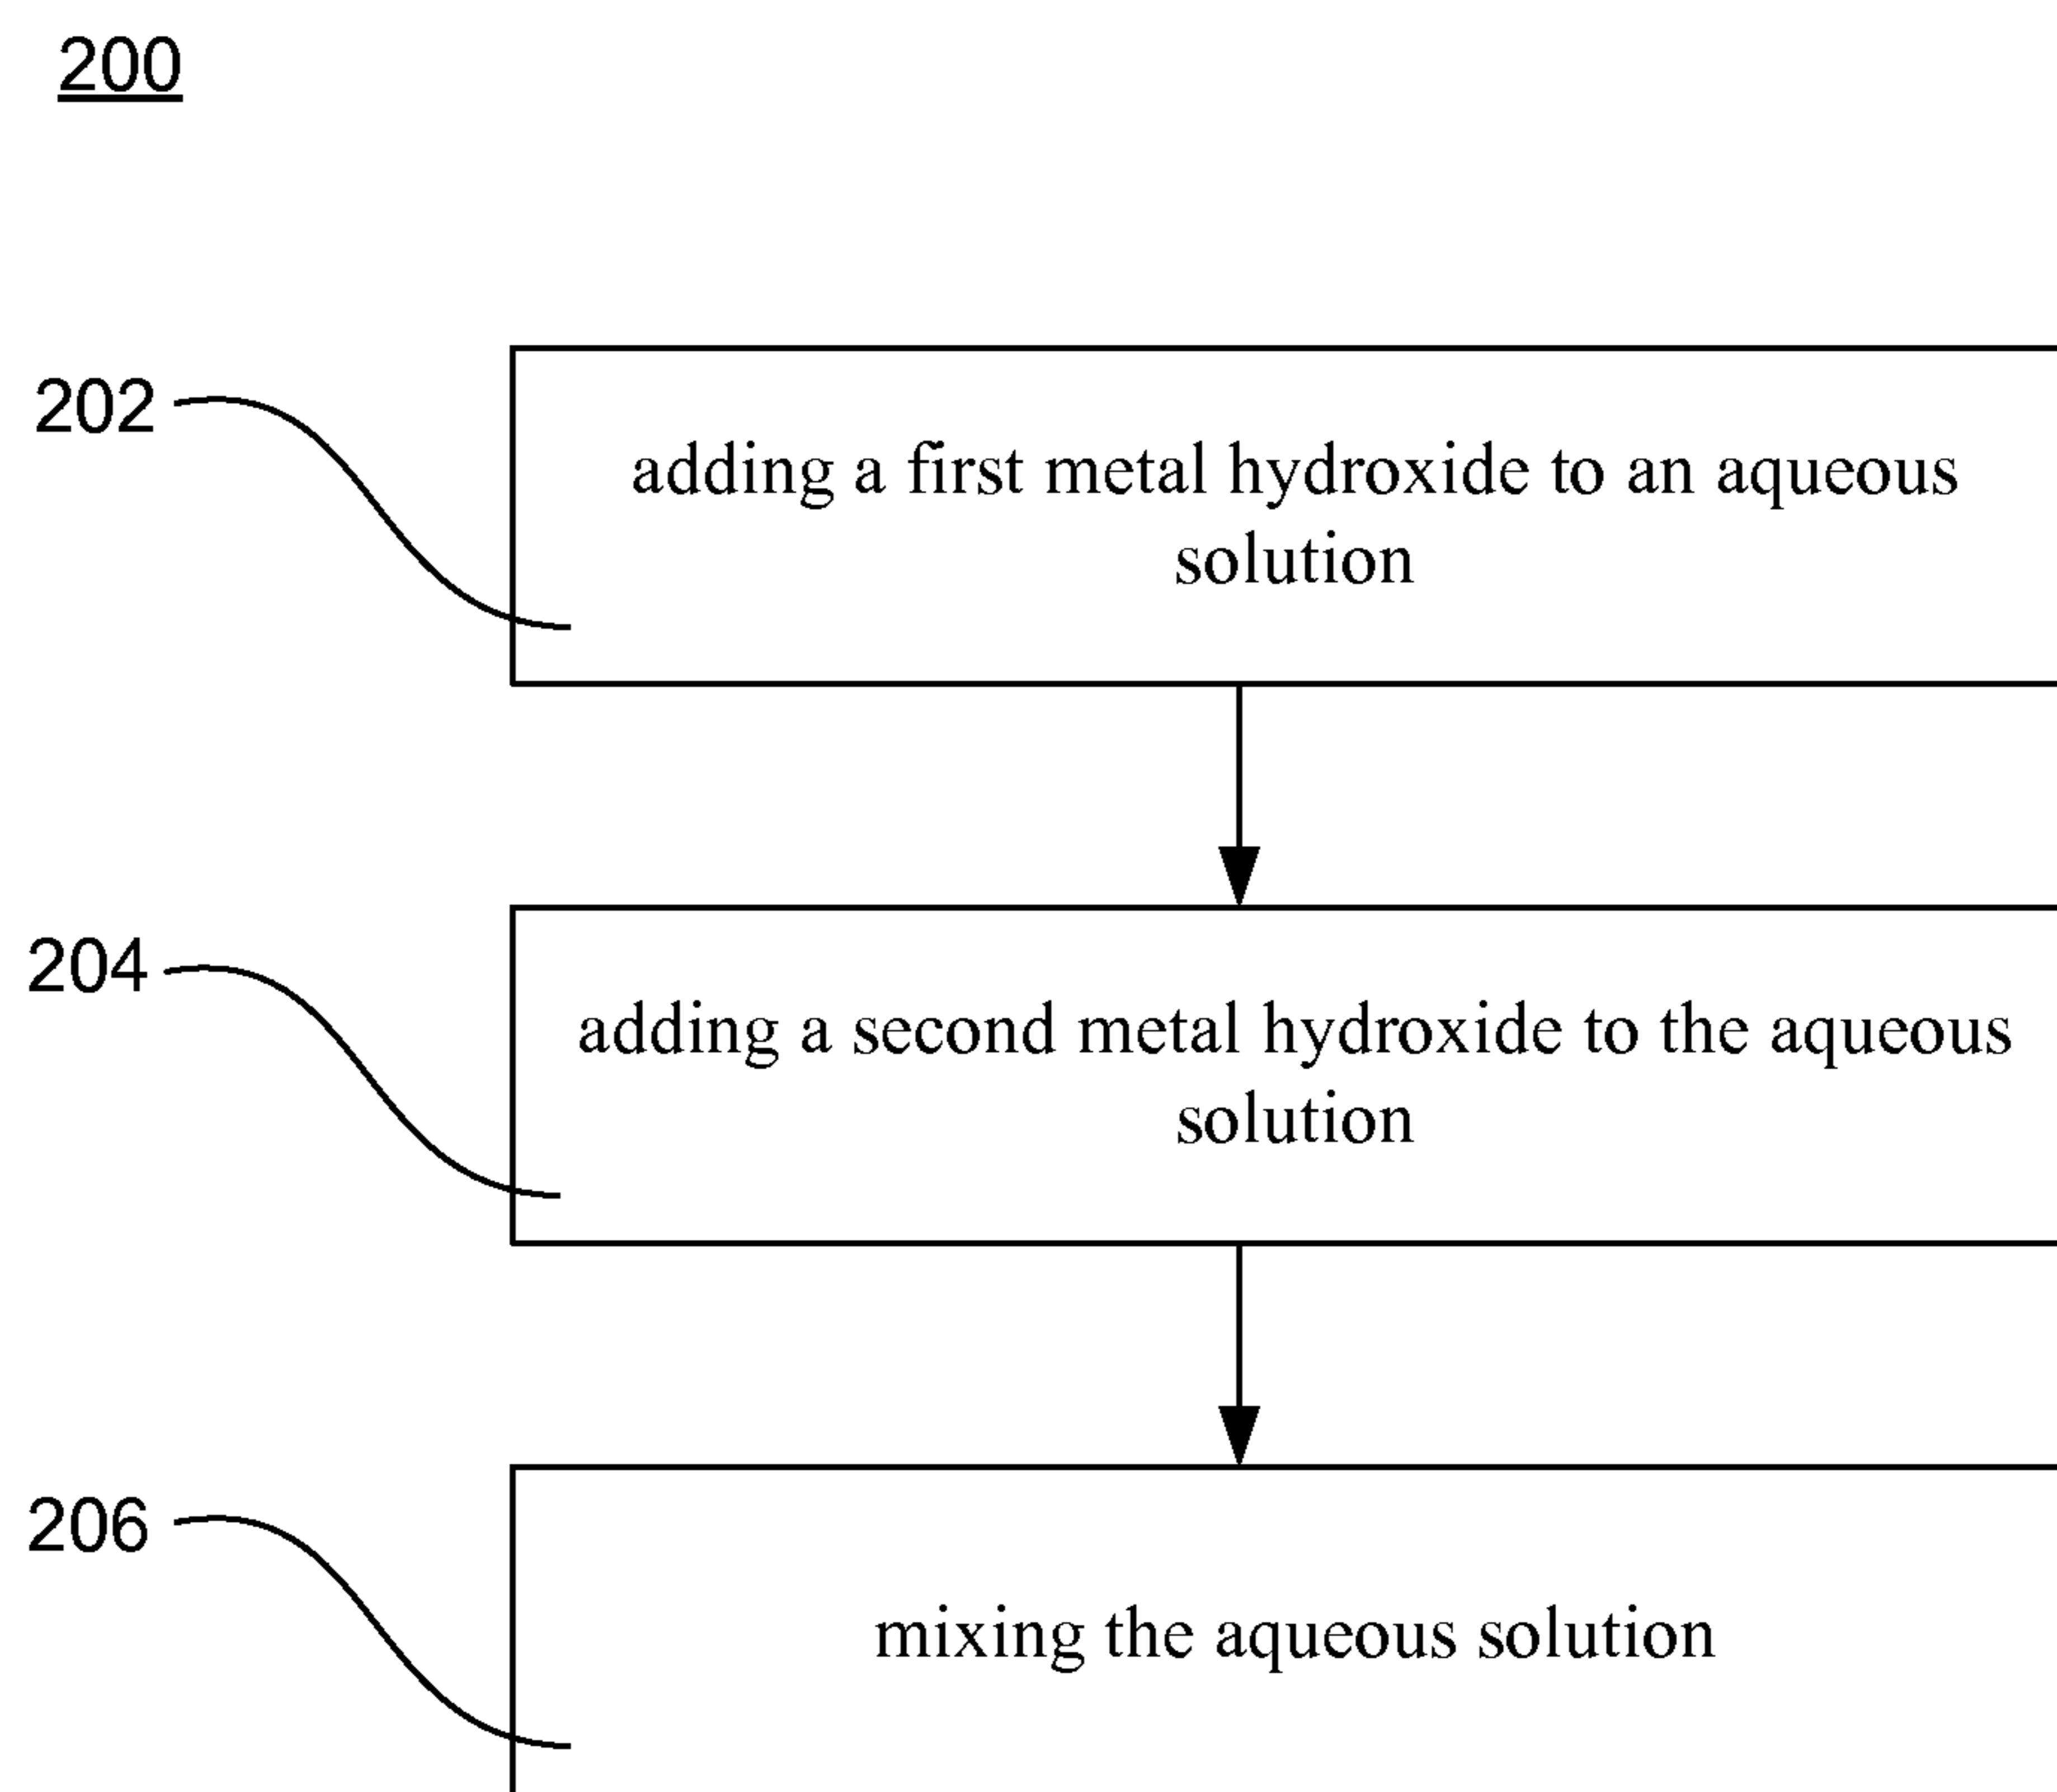 200
202
adding a first metal hydroxide to an aqueous
solution
204
adding a second metal hydroxide to the aqueous
solution
206
mixing the aqueous solution